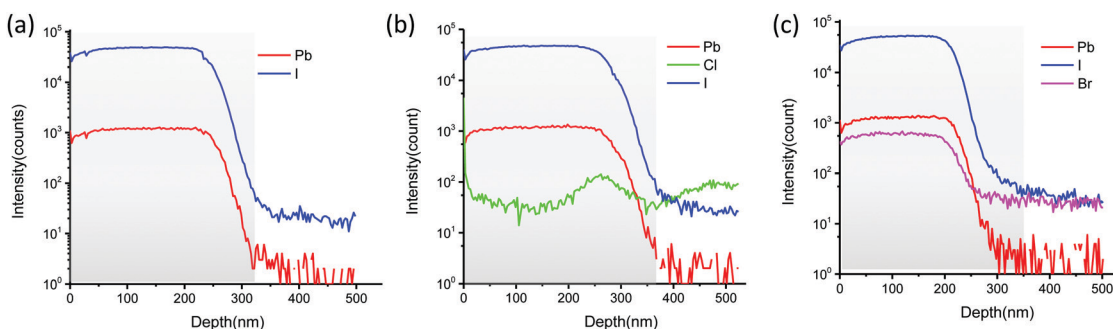 (a)
10⁵
10⁴
10³
10²
10¹
10⁰
Intensity(counts)
Pb
I
0 100 200 300 400 500
Depth(nm)
(b)
10⁵
10⁴
10³
10²
10¹
10⁰
Intensity(count)
Pb
Cl
I
0 100 200 300 400 500
Depth(nm)
(c)
10⁵
10⁴
10³
10²
10¹
10⁰
Intensity(count)
Pb
I
Br
0 100 200 300 400 500
Depth(nm)